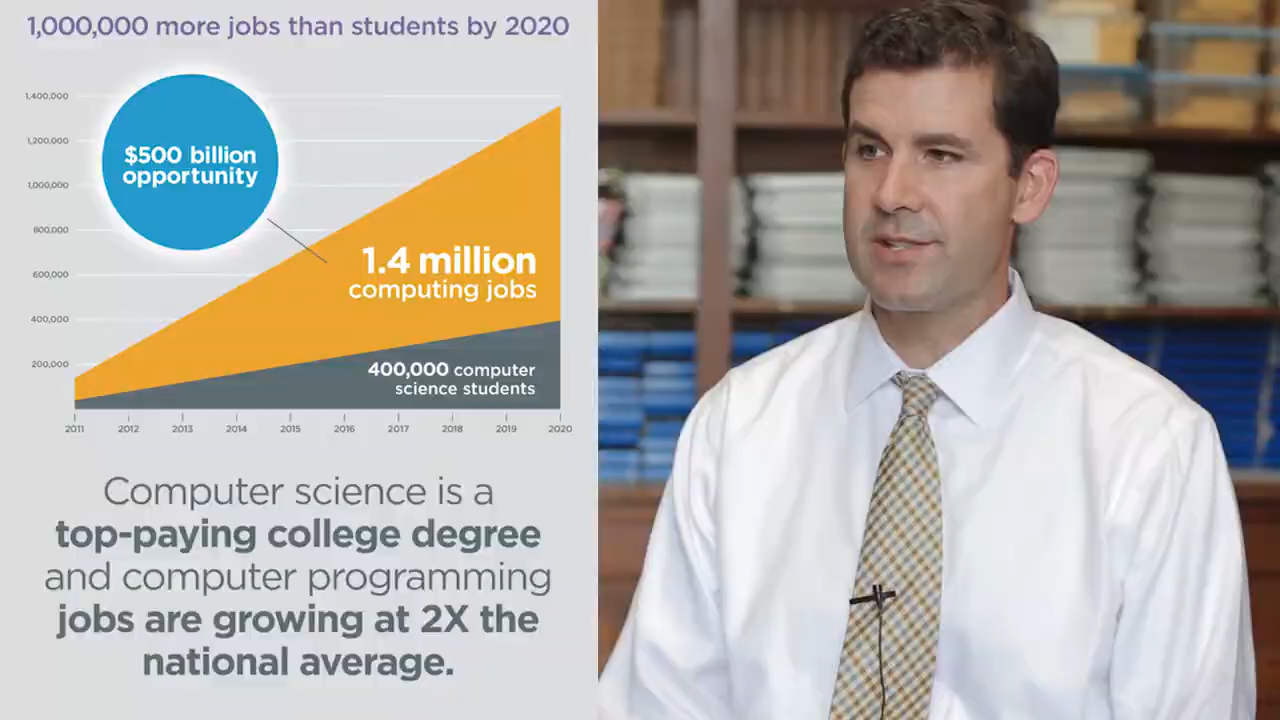 1,000,000 more jobs than students by 2020
1,400,000
1,200,000
1,000,000
800,000
600,000
400,000
200,000
$500 billion
opportunity
1.4 million
computing jobs
400,000 computer
science students
2011 2012 2013 2014 2015 2016 2017 2018 2019 2020
Computer science is a
top-paying college degree
and computer programming
jobs are growing at 2X the
national average.